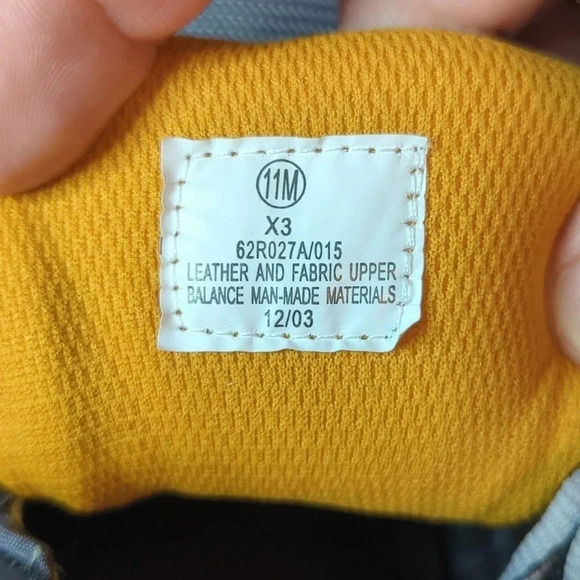 11M
X3
62R027A/015
LEATHER AND FABRIC UPPER
BALANCE MAN-MADE MATERIALS
12/03